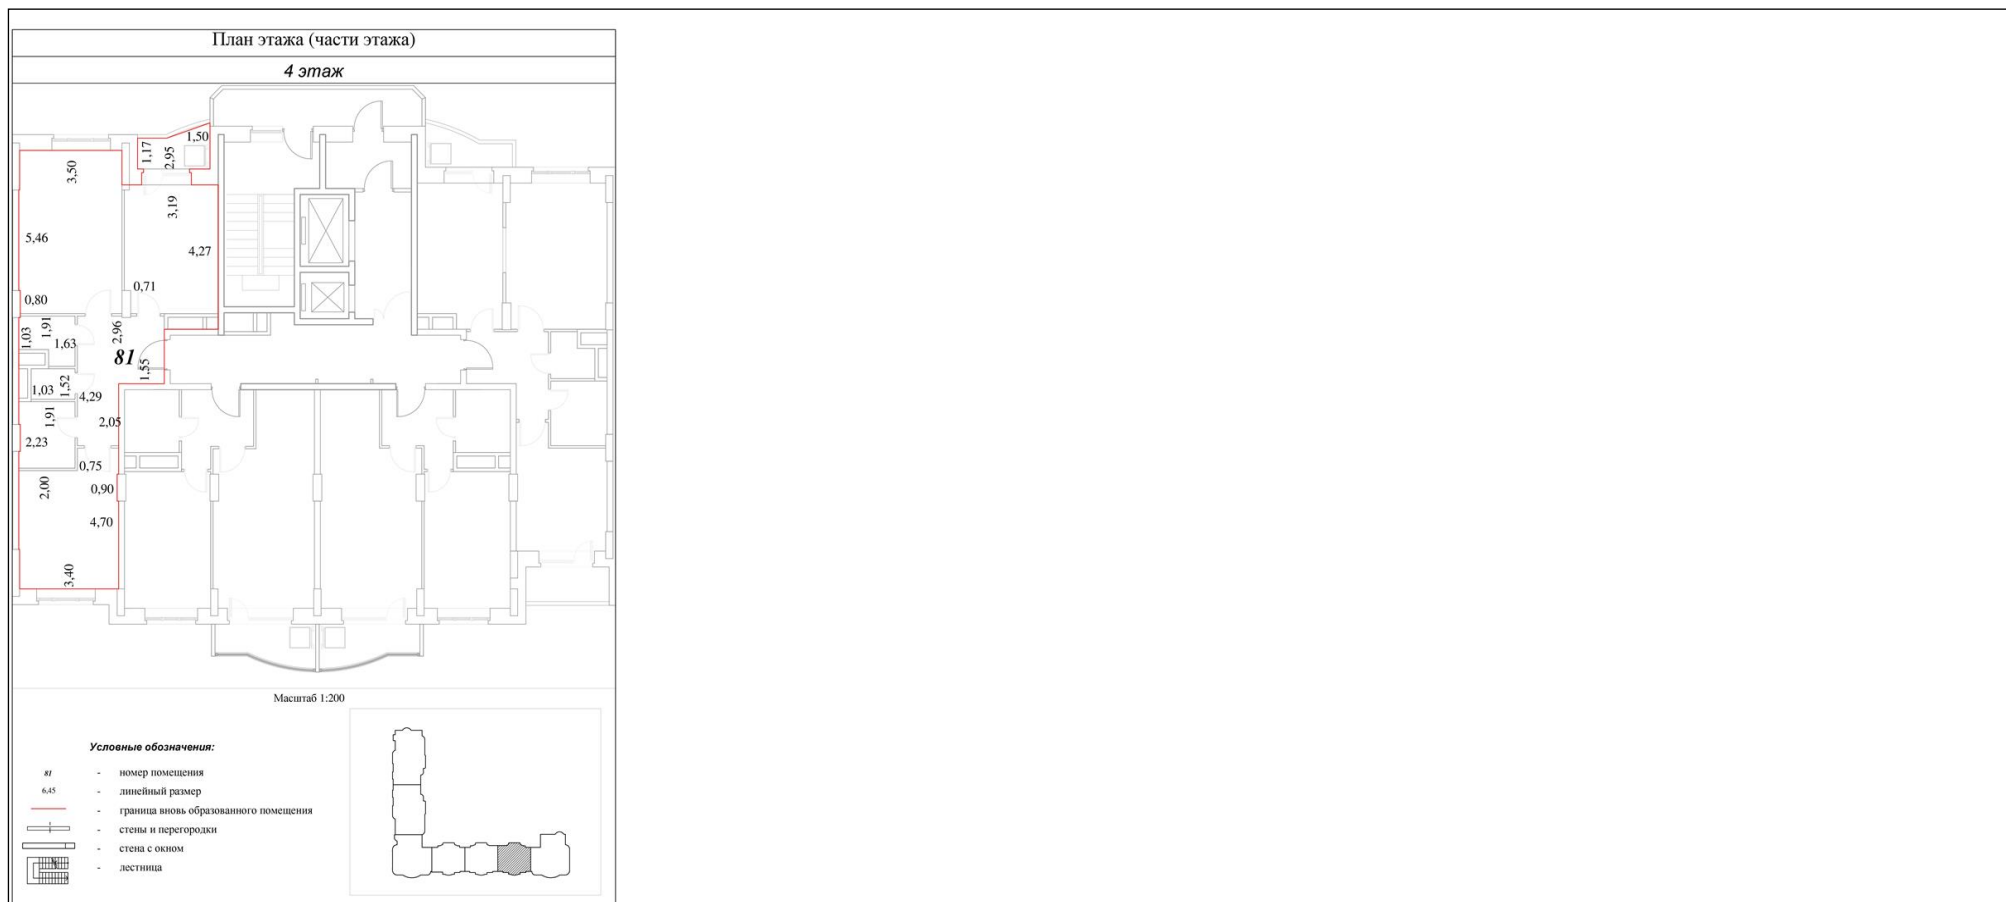 План этажа (части этажа)
4 этаж
1,50
1,17
2,95
3,50
3,19
5,46
4,27
0,71
0,80
1,03
1,91
1,63
2,96
81
1,55
1,03
1,52
4,29
1,91
2,05
2,23
0,75
2,00
0,90
4,70
3,40
Масштаб 1:200
Условные обозначения:
81 - номер помещения
6,45 - линейный размер
- граница вновь образованного помещения
- стены и перегородки
- стена с окном
- лестница